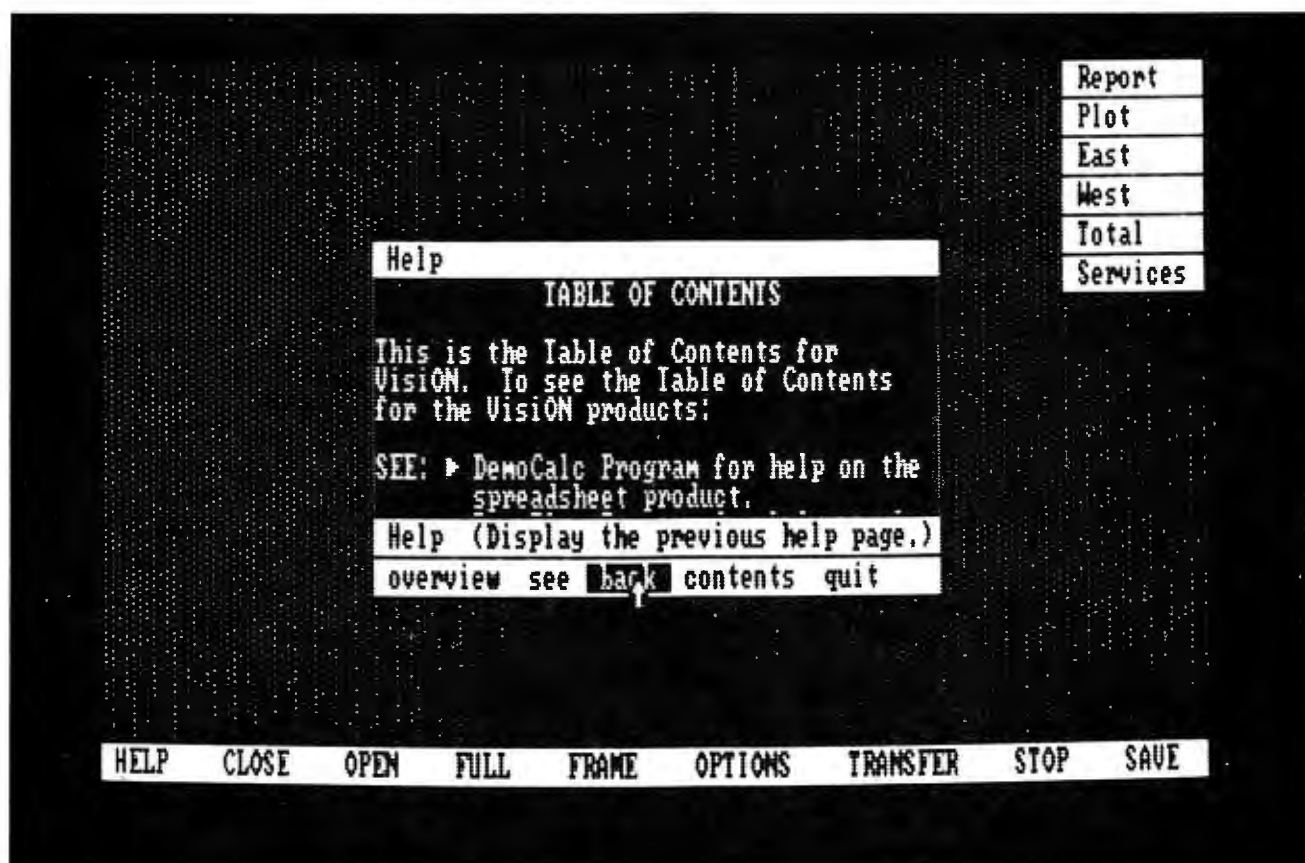 Report
Plot
East
West
Total
Services
Help
TABLE OF CONTENTS
This is the Table of Contents for
VisiON. To see the Table of Contents
for the VisiON products:
SEE: ▶ DemoCalc Program for help on the
spreadsheet product.
Help (Display the previous help page.)
overview see back contents quit
HELP CLOSE OPEN FULL FRAME OPTIONS TRANSFER STOP SAVE